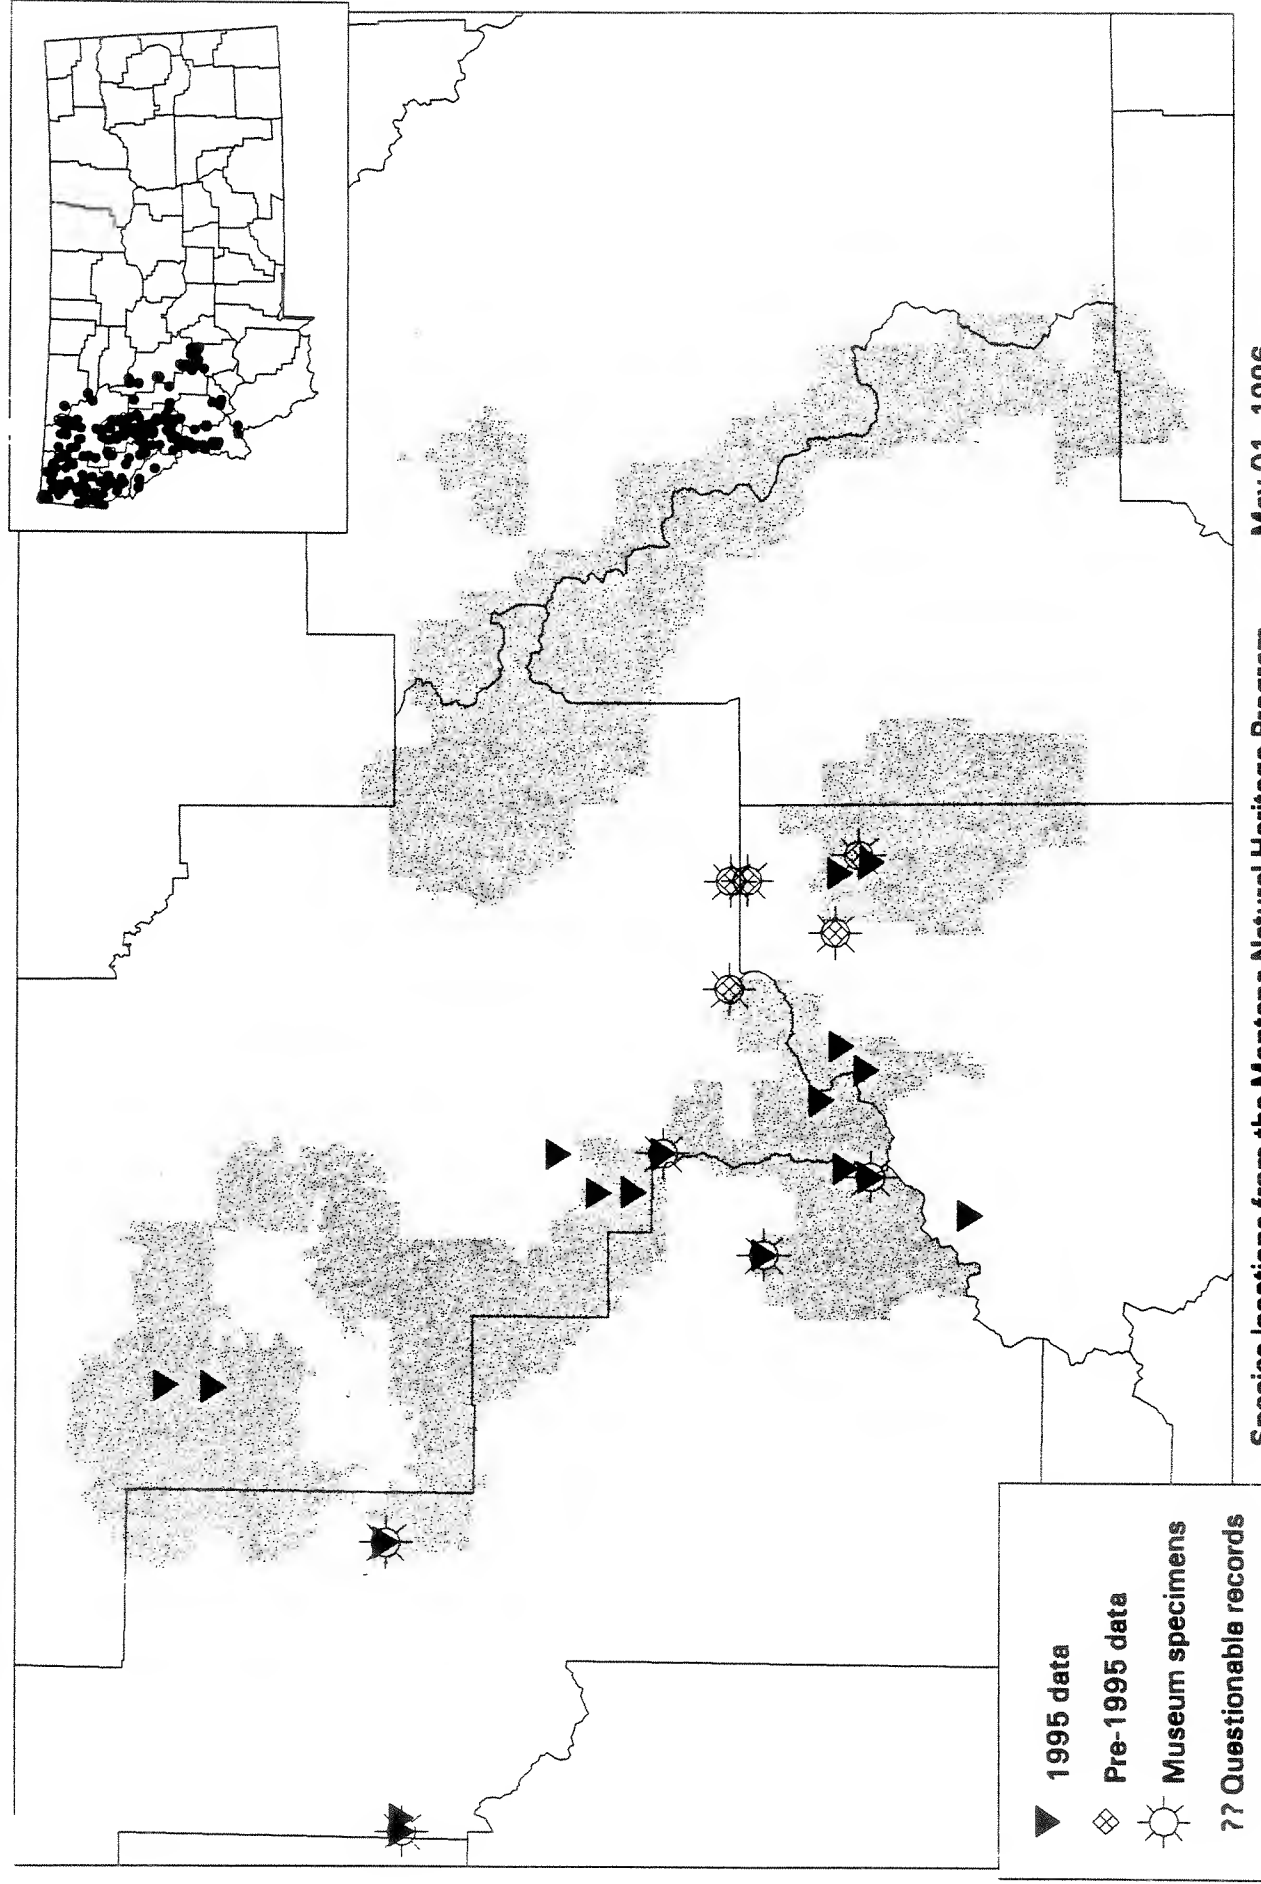 1995 data
Pre-1995 data
Museum specimens
?? Questionable records
Species locations from the Montana Natural Heritage Program May 01, 1996